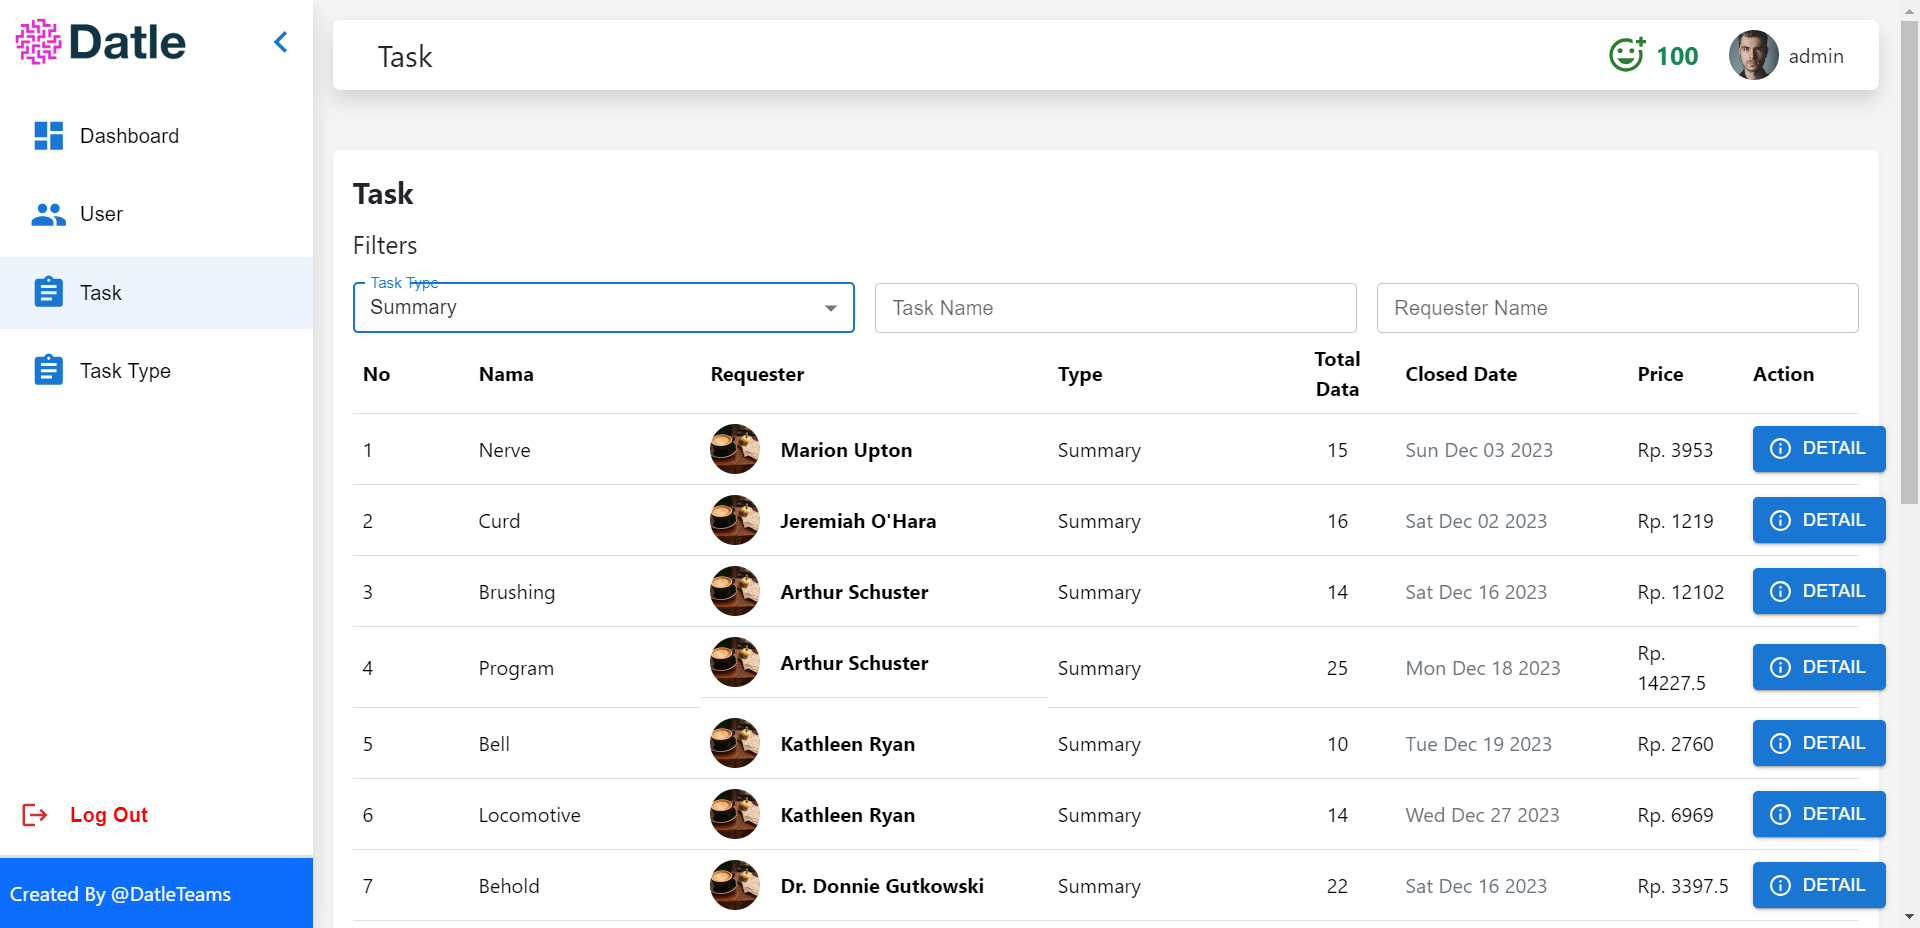 Datle
Task
100
admin
Dashboard
User
Task
Task Type
Log Out
Created By @DatleTeams
Task
Filters
Task Type
Summary
Task Name
Requester Name
No Nama Requester Type Total Data Closed Date Price Action
1 Nerve Marion Upton Summary 15 Sun Dec 03 2023 Rp. 3953 DETAIL
2 Curd Jeremiah O'Hara Summary 16 Sat Dec 02 2023 Rp. 1219 DETAIL
3 Brushing Arthur Schuster Summary 14 Sat Dec 16 2023 Rp. 12102 DETAIL
4 Program Arthur Schuster Summary 25 Mon Dec 18 2023 Rp. 14227.5 DETAIL
5 Bell Kathleen Ryan Summary 10 Tue Dec 19 2023 Rp. 2760 DETAIL
6 Locomotive Kathleen Ryan Summary 14 Wed Dec 27 2023 Rp. 6969 DETAIL
7 Behold Dr. Donnie Gutkowski Summary 22 Sat Dec 16 2023 Rp. 3397.5 DETAIL